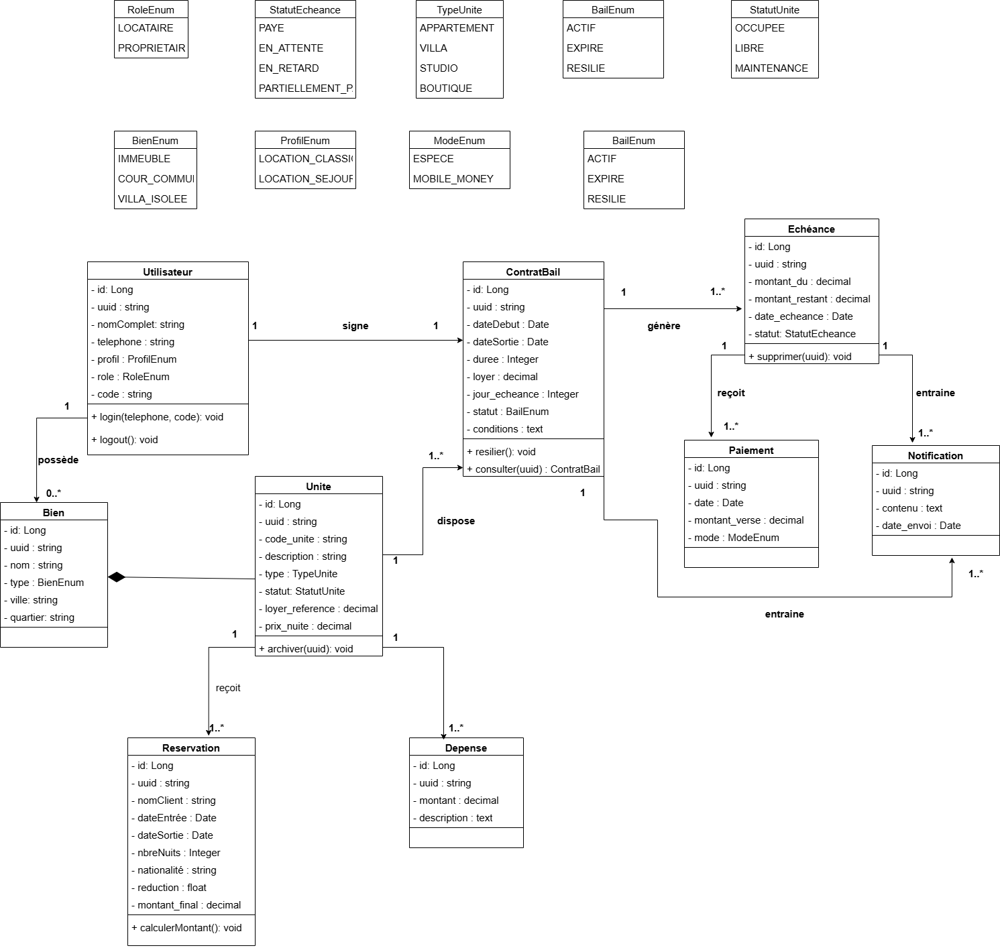 RoleEnum
LOCATAIRE
PROPRIETAIR
StatutEcheance
PAYE
EN_ATTENTE
EN_RETARD
PARTIELLEMENT_P
TypeUnite
APPARTEMENT
VILLA
STUDIO
BOUTIQUE
BailEnum
ACTIF
EXPIRE
RESILIE
StatutUnite
OCCUPEE
LIBRE
MAINTENANCE
BienEnum
IMMEUBLE
COUR_COMMU
VILLA_ISOLEE
ProfilEnum
LOCATION_CLASSI
LOCATION_SEJOUR
ModeEnum
ESPECE
MOBILE_MONEY
BailEnum
ACTIF
EXPIRE
RESILIE
Utilisateur
- id: Long
- uuid : string
- nomComplet: string
- telephone : string
- profil : ProfilEnum
- role : RoleEnum
- code : string
+ login(telephone, code): void
+ logout(): void
1
signe
1
ContratBail
- id: Long
- uuid : string
- dateDebut : Date
- dateSortie : Date
- duree : Integer
- loyer : decimal
- jour_echeance : Integer
- statut : BailEnum
- conditions : text
+ resilier(): void
+ consulter(uuid) : ContratBail
1
1..*
génère
Echéance
- id: Long
- uuid : string
- montant_du : decimal
- montant_restant : decimal
- date_echeance : Date
- statut: StatutEcheance
+ supprimer(uuid): void
1
reçoit
1..*
1
entraine
1..*
Paiement
- id: Long
- uuid : string
- date : Date
- montant_verse : decimal
- mode : ModeEnum
Notification
- id: Long
- uuid : string
- contenu : text
- date_envoi : Date
1
entraine
1..*
1
possède
0..*
Bien
- id: Long
- uuid : string
- nom : string
- type : BienEnum
- ville: string
- quartier: string
Unite
- id: Long
- uuid : string
- code_unite : string
- description : string
- type : TypeUnite
- statut: StatutUnite
- loyer_reference : decimal
- prix_nuite : decimal
+ archiver(uuid): void
1..*
dispose
1
1
reçoit
1..*
1
1..*
Reservation
- id: Long
- uuid : string
- nomClient : string
- dateEntrée : Date
- dateSortie : Date
- nbreNuits : Integer
- nationalité : string
- reduction : float
- montant_final : decimal
+ calculerMontant(): void
Depense
- id: Long
- uuid : string
- montant : decimal
- description : text